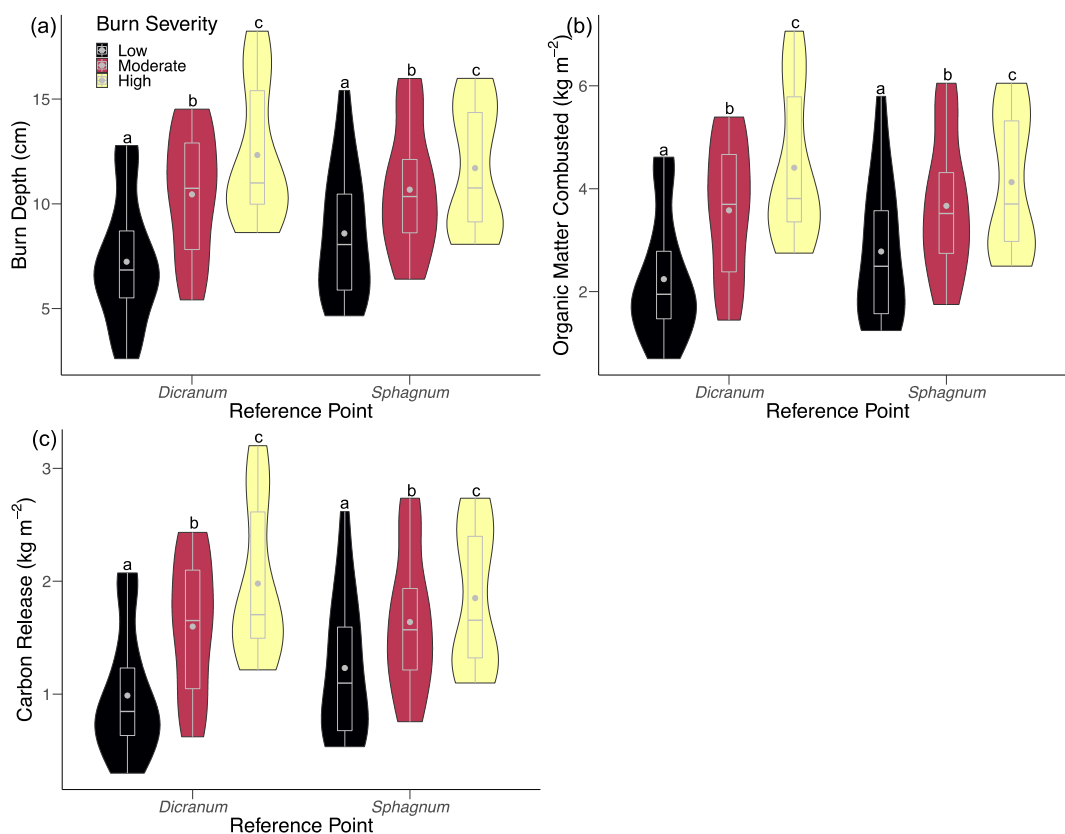 (a)
Burn Severity
Low
Moderate
High
a
b
c
a
b
c
15
10
5
Burn Depth (cm)
Dicranum
Sphagnum
Reference Point
(b)
a
b
c
a
b
c
6
4
2
Organic Matter Combusted (kg m−2)
Dicranum
Sphagnum
Reference Point
(c)
a
b
c
a
b
c
3
2
1
Carbon Release (kg m−2)
Dicranum
Sphagnum
Reference Point